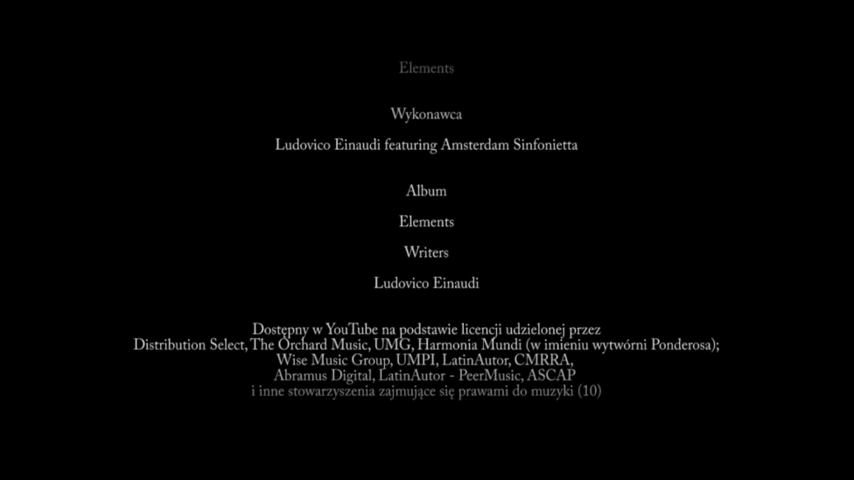 Elements
Wykonawca
Ludovico Einaudi featuring Amsterdam Sinfonietta
Album
Elements
Writers
Ludovico Einaudi
Dostępny w YouTube na podstawie licencji udzielonej przez
Distribution Select, The Orchard Music, UMG, Harmonia Mundi (w imieniu wytwórni Ponderosa);
Wise Music Group, UMPI, LatinAutor, CMRRA,
Abramus Digital, LatinAutor - PeerMusic, ASCAP
i inne stowarzyszenia zajmujące się prawami do muzyki (10)